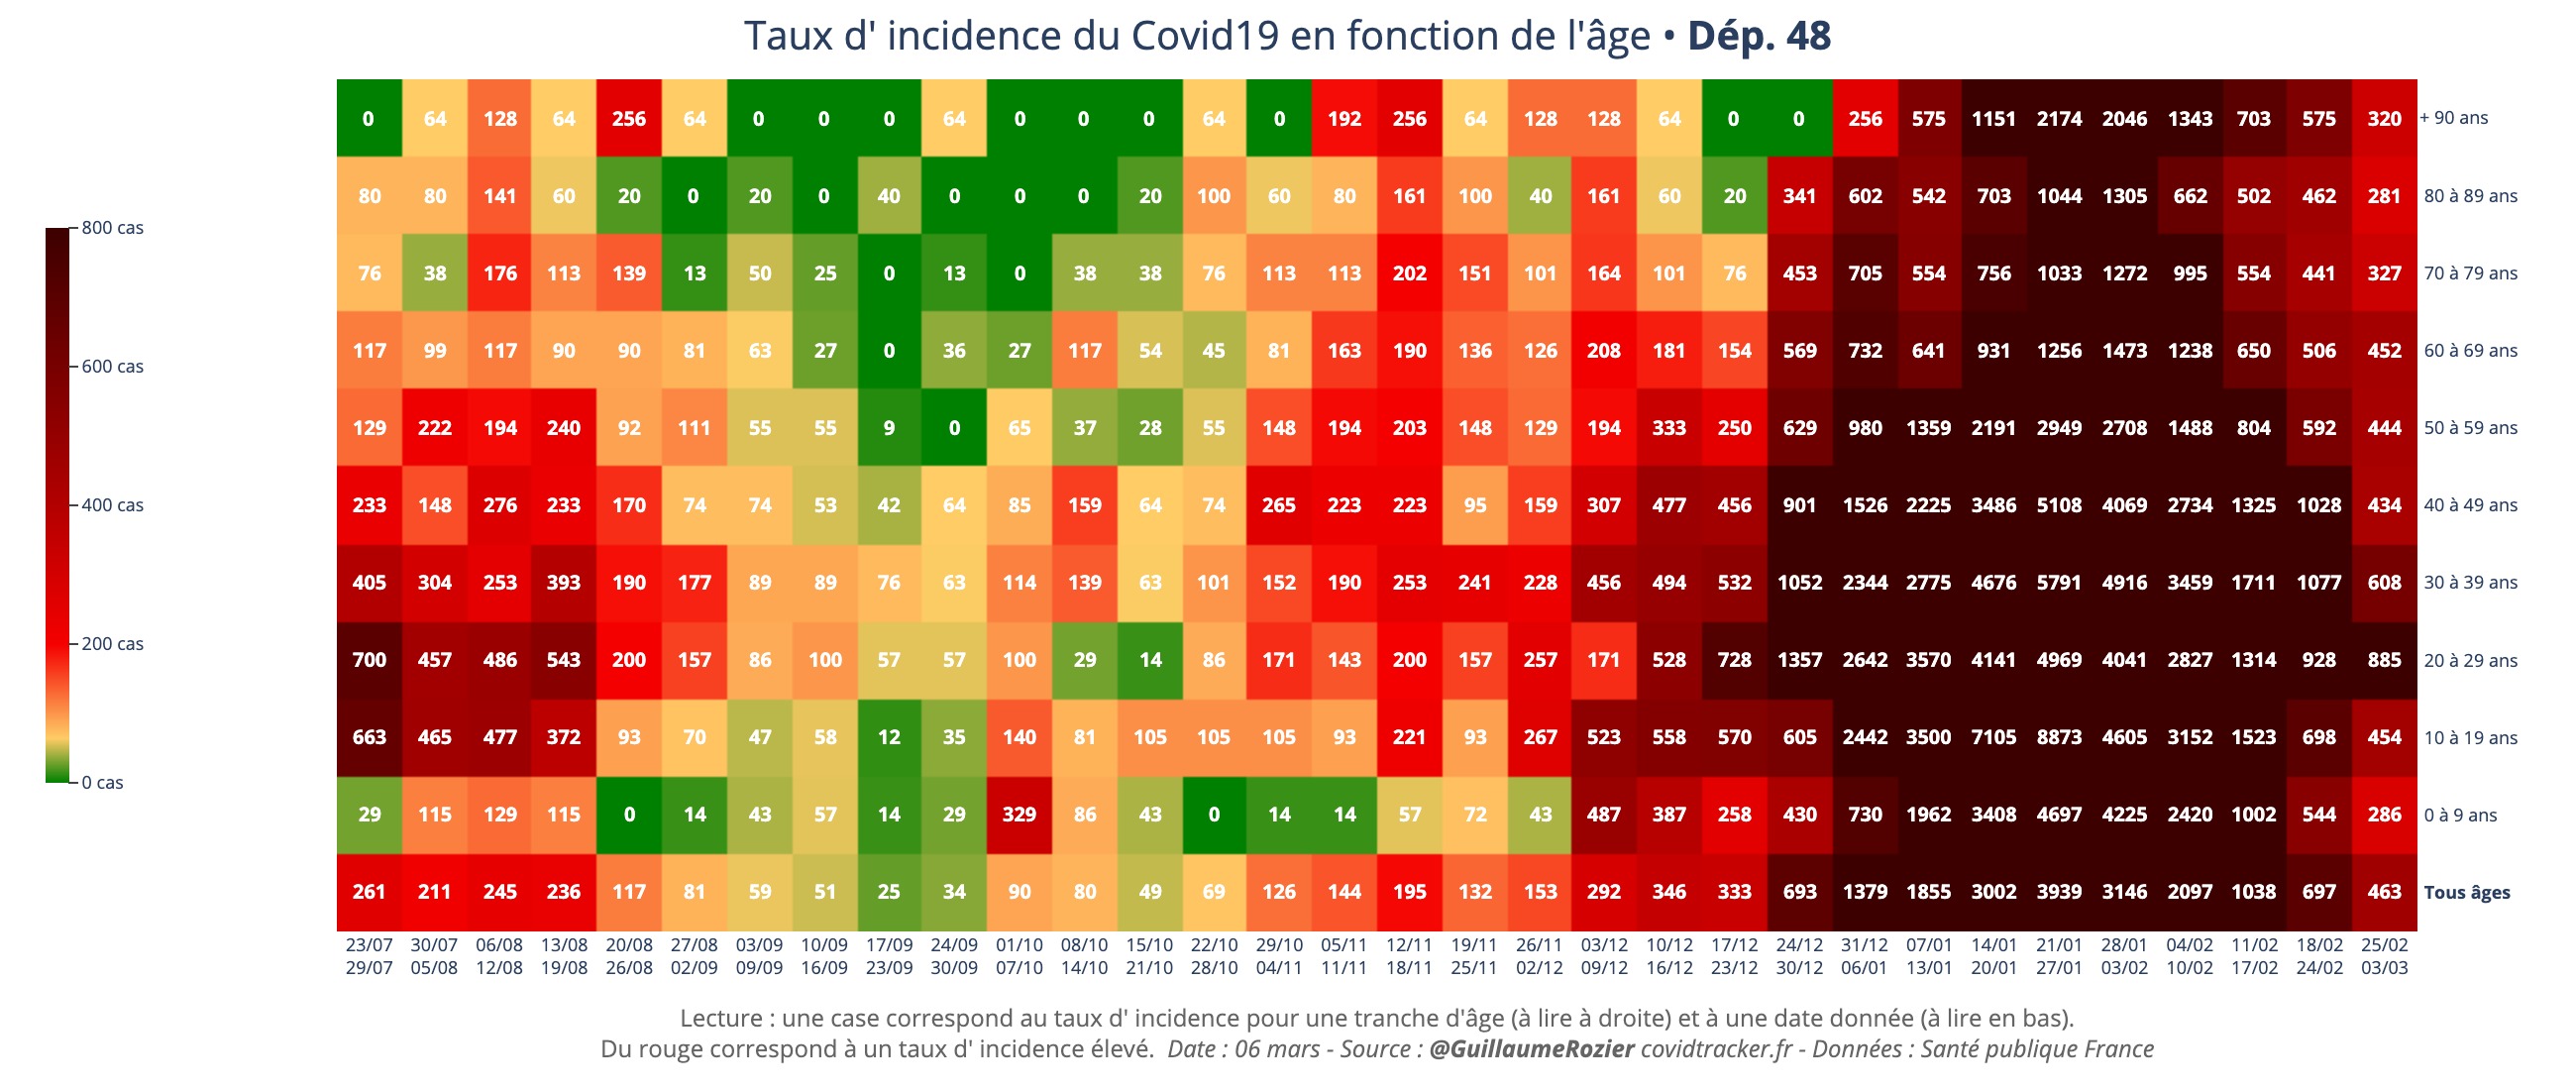 Taux d' incidence du Covid19 en fonction de l'âge • Dép. 48
0 64 128 64 256 64 0 0 0 64 0 0 0 64 0 192 256 64 128 128 64 0 0 256 575 1151 2174 2046 1343 703 575 320 + 90 ans
80 80 141 60 20 0 20 0 40 0 0 0 20 100 60 80 161 100 40 161 60 20 341 602 542 703 1044 1305 662 502 462 281 80 à 89 ans
800 cas
76 38 176 113 139 13 50 25 0 13 0 38 38 76 113 113 202 151 101 164 101 76 453 705 554 756 1033 1272 995 554 441 327 70 à 79 ans
117 99 117 90 90 81 63 27 0 36 27 117 54 45 81 163 190 136 126 208 181 154 569 732 641 931 1256 1473 1238 650 506 452 60 à 69 ans
600 cas
129 222 194 240 92 111 55 55 9 0 65 37 28 55 148 194 203 148 129 194 333 250 629 980 1359 2191 2949 2708 1488 804 592 444 50 à 59 ans
400 cas
233 148 276 233 170 74 74 53 42 64 85 159 64 74 265 223 223 95 159 307 477 456 901 1526 2225 3486 5108 4069 2734 1325 1028 434 40 à 49 ans
405 304 253 393 190 177 89 89 76 63 114 139 63 101 152 190 253 241 228 456 494 532 1052 2344 2775 4676 5791 4916 3459 1711 1077 608 30 à 39 ans
200 cas
700 457 486 543 200 157 86 100 57 57 100 29 14 86 171 143 200 157 257 171 528 728 1357 2642 3570 4141 4969 4041 2827 1314 928 885 20 à 29 ans
663 465 477 372 93 70 47 58 12 35 140 81 105 105 105 93 221 93 267 523 558 570 605 2442 3500 7105 8873 4605 3152 1523 698 454 10 à 19 ans
0 cas
29 115 129 115 0 14 43 57 14 29 329 86 43 0 14 14 57 72 43 487 387 258 430 730 1962 3408 4697 4225 2420 1002 544 286 0 à 9 ans
261 211 245 236 117 81 59 51 25 34 90 80 49 69 126 144 195 132 153 292 346 333 693 1379 1855 3002 3939 3146 2097 1038 697 463 Tous âges
23/07 30/07 06/08 13/08 20/08 27/08 03/09 10/09 17/09 24/09 01/10 08/10 15/10 22/10 29/10 05/11 12/11 19/11 26/11 03/12 10/12 17/12 24/12 31/12 07/01 14/01 21/01 28/01 04/02 11/02 18/02 25/02
29/07 05/08 12/08 19/08 26/08 02/09 09/09 16/09 23/09 30/09 07/10 14/10 21/10 28/10 04/11 11/11 18/11 25/11 02/12 09/12 16/12 23/12 30/12 06/01 13/01 20/01 27/01 03/02 10/02 17/02 24/02 03/03
Lecture : une case correspond au taux d' incidence pour une tranche d'âge (à lire à droite) et à une date donnée (à lire en bas).
Du rouge correspond à un taux d' incidence élevé. Date : 06 mars - Source : @GuillaumeRozier covidtracker.fr - Données : Santé publique France